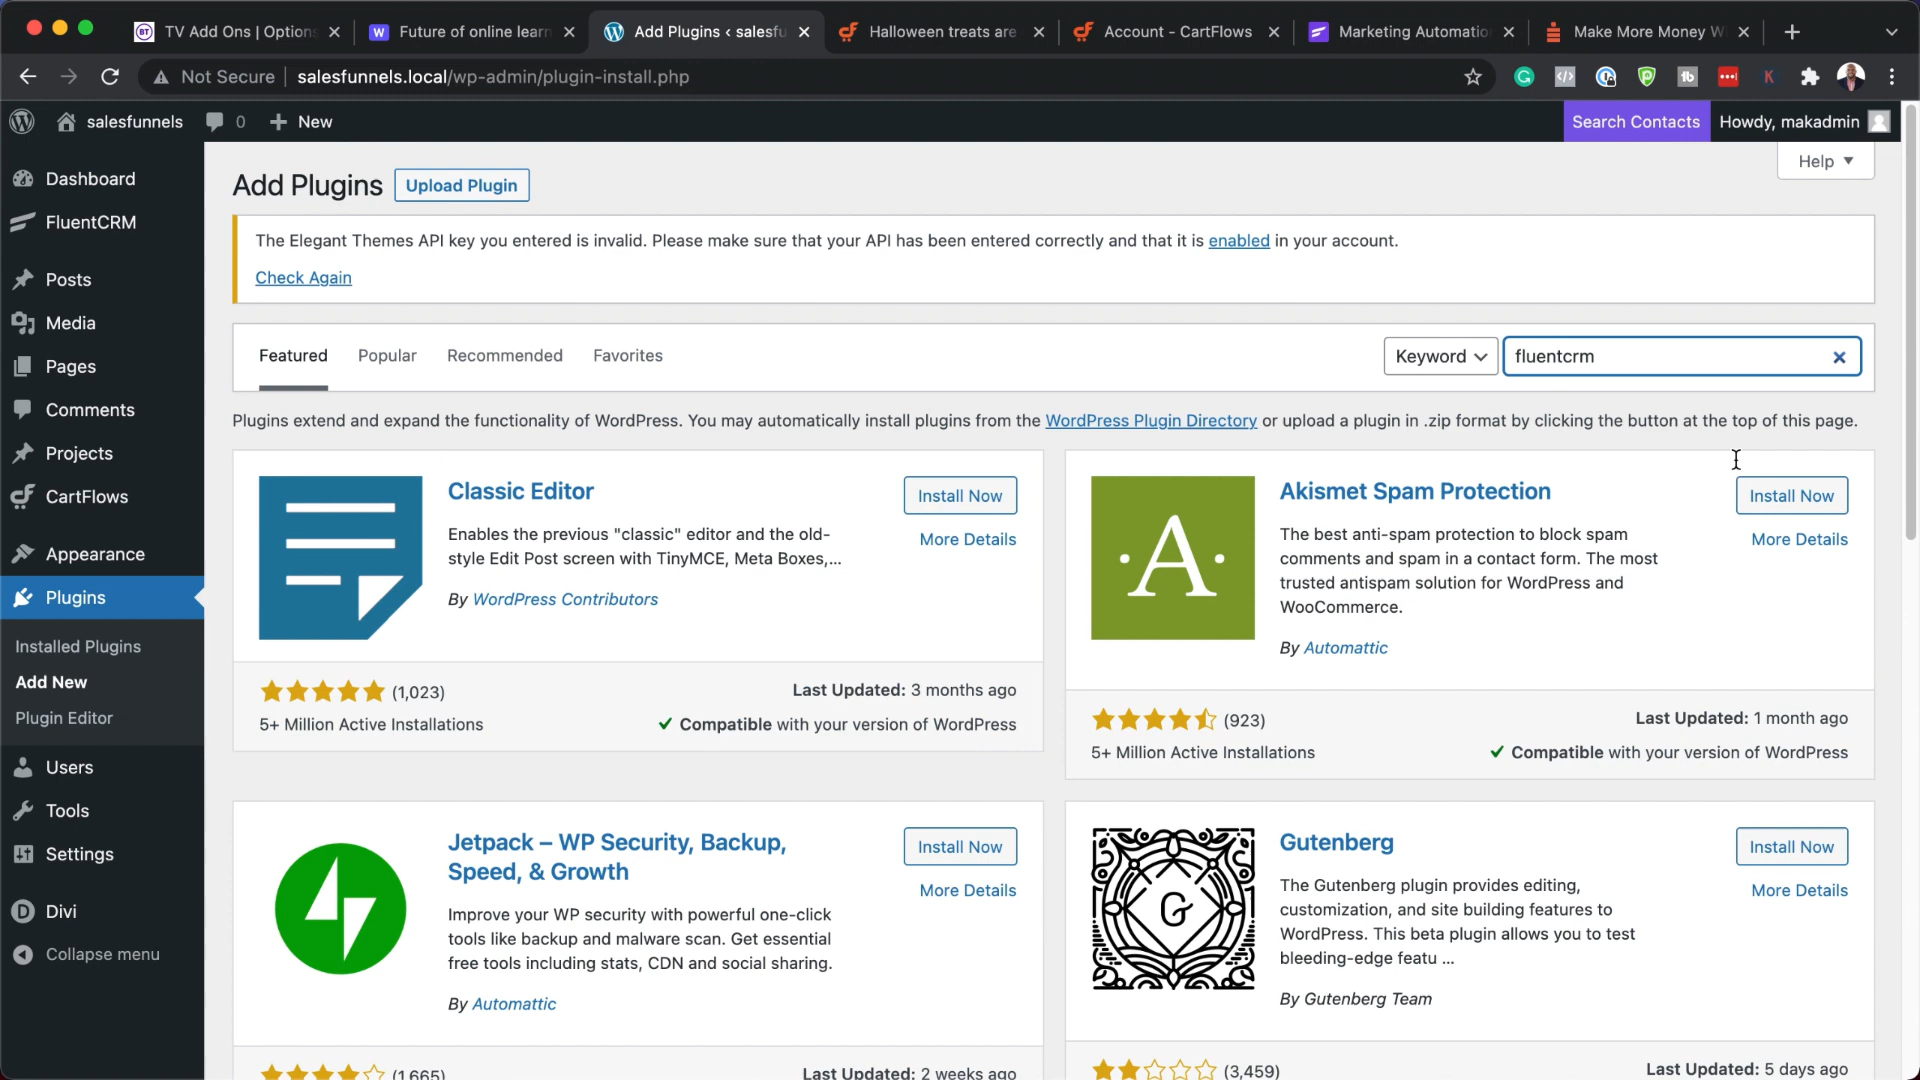 TV Add Ons | Option
Future of online learn
Add Plugins ‹ salesfu
Halloween treats are
Account - CartFlows
Marketing Automatio
Make More Money W
Not Secure
salesfunnels.local/wp-admin/plugin-install.php
salesfunnels
0
New
Search Contacts
Howdy, makadmin
Dashboard
FluentCRM
Posts
Media
Pages
Comments
Projects
CartFlows
Appearance
Plugins
Installed Plugins
Add New
Plugin Editor
Users
Tools
Settings
Divi
Collapse menu
Help
Add Plugins
Upload Plugin
The Elegant Themes API key you entered is invalid. Please make sure that your API has been entered correctly and that it is enabled in your account.
Check Again
Featured
Popular
Recommended
Favorites
Keyword
fluentcrm
Plugins extend and expand the functionality of WordPress. You may automatically install plugins from the WordPress Plugin Directory or upload a plugin in .zip format by clicking the button at the top of this page.
Classic Editor
Install Now
More Details
Enables the previous "classic" editor and the old-
style Edit Post screen with TinyMCE, Meta Boxes,...
By WordPress Contributors
(1,023)
Last Updated: 3 months ago
5+ Million Active Installations
Compatible with your version of WordPress
A
Akismet Spam Protection
Install Now
More Details
The best anti-spam protection to block spam
comments and spam in a contact form. The most
trusted antispam solution for WordPress and
WooCommerce.
By Automattic
(923)
Last Updated: 1 month ago
5+ Million Active Installations
Compatible with your version of WordPress
Jetpack – WP Security, Backup,
Speed, & Growth
Install Now
More Details
Improve your WP security with powerful one-click
tools like backup and malware scan. Get essential
free tools including stats, CDN and social sharing.
By Automattic
(1,665)
Last Updated: 2 weeks ago
G
Gutenberg
Install Now
More Details
The Gutenberg plugin provides editing,
customization, and site building features to
WordPress. This beta plugin allows you to test
bleeding-edge featu ...
By Gutenberg Team
(3,459)
Last Updated: 5 days ago